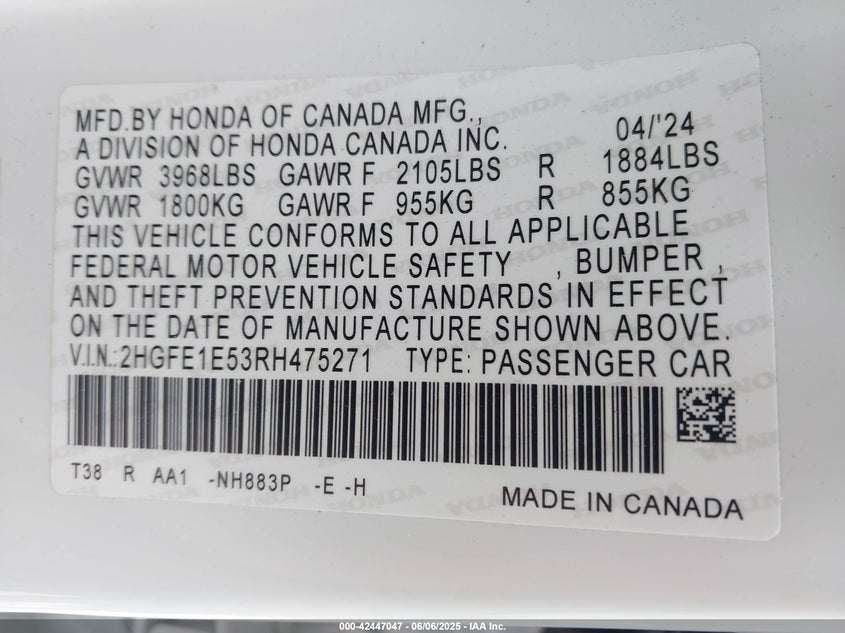 MFD.BY HONDA OF CANADA MFG.,
A DIVISION OF HONDA CANADA INC. 04/'24
GVWR 3968LBS GAWR F 2105LBS R 1884LBS
GVWR 1800KG GAWR F 955KG R 855KG
THIS VEHICLE CONFORMS TO ALL APPLICABLE
FEDERAL MOTOR VEHICLE SAFETY , BUMPER ,
AND THEFT PREVENTION STANDARDS IN EFFECT
ON THE DATE OF MANUFACTURE SHOWN ABOVE.
V.I.N.:2HGFE1E53RH475271 TYPE: PASSENGER CAR
T38 R AA1 -NH883P -E -H
MADE IN CANADA
000-42447047 - 06/06/2025 - IAA Inc.